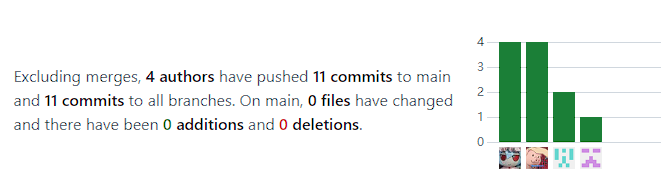 Excluding merges, 4 authors have pushed 11 commits to main
and 11 commits to all branches. On main, 0 files have changed
and there have been 0 additions and 0 deletions.
4
3
2
1
0